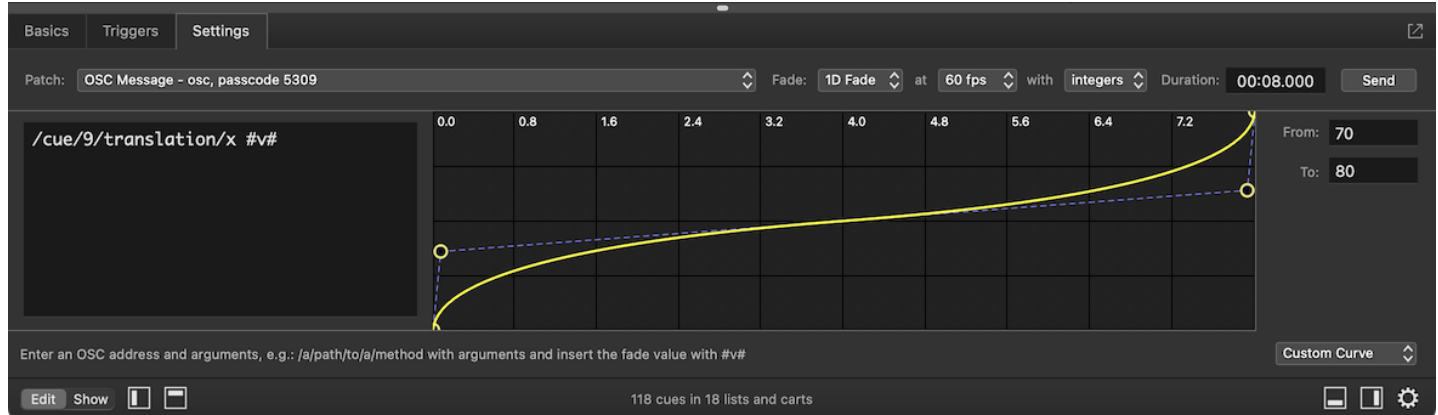 Basics Triggers Settings
Patch: OSC Message - osc, passcode 5309 Fade: 1D Fade at 60 fps with integers Duration: 00:08.000 Send
/cue/9/translation/x #v#
0.0 0.8 1.6 2.4 3.2 4.0 4.8 5.6 6.4 7.2
From: 70
To: 80
Enter an OSC address and arguments, e.g.: /a/path/to/a/method with arguments and insert the fade value with #v# Custom Curve
Edit Show 118 cues in 18 lists and carts